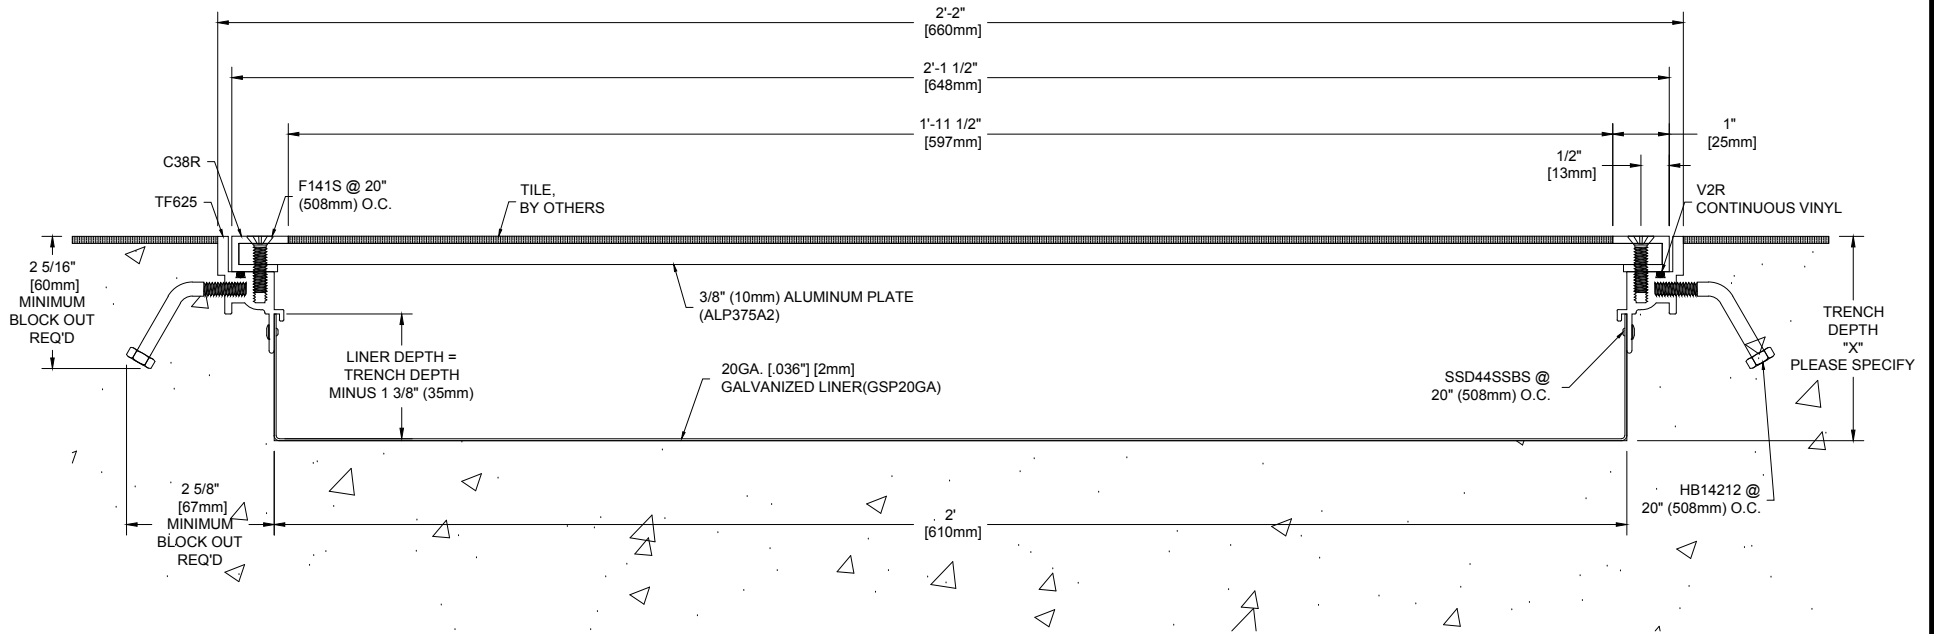 2'-2"
[660mm]
2'-1 1/2"
[648mm]
1'-11 1/2"
[597mm]
1"
[25mm]
1/2"
[13mm]
C38R
TF625
F141S @ 20"
(508mm) O.C.
TILE,
BY OTHERS
V2R
CONTINUOUS VINYL
2 5/16"
[60mm]
MINIMUM
BLOCK OUT
REQ'D
3/8" (10mm) ALUMINUM PLATE
(ALP375A2)
LINER DEPTH =
TRENCH DEPTH
MINUS 1 3/8" (35mm)
20GA. [.036"] [2mm]
GALVANIZED LINER(GSP20GA)
SSD44SSBS @
20" (508mm) O.C.
TRENCH
DEPTH
"X"
PLEASE SPECIFY
2 5/8"
[67mm]
MINIMUM
BLOCK OUT
REQ'D
2'
[610mm]
HB14212 @
20" (508mm) O.C.